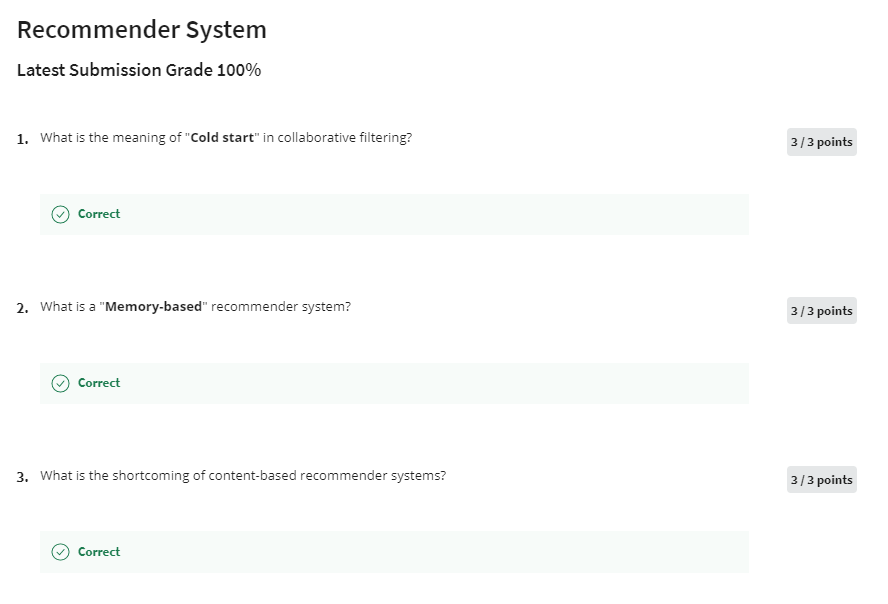 Recommender System
Latest Submission Grade 100%
1. What is the meaning of "Cold start" in collaborative filtering?
3 / 3 points
Correct
2. What is a "Memory-based" recommender system?
3 / 3 points
Correct
3. What is the shortcoming of content-based recommender systems?
3 / 3 points
Correct